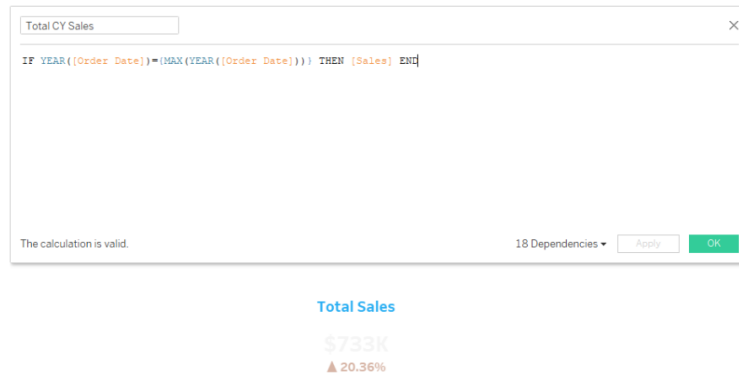 Total CY Sales
IF YEAR([Order Date])={MAX(YEAR([Order Date]))} THEN [Sales] END
The calculation is valid.
18 Dependencies
Apply
OK
Total Sales
$733K
▲ 20.36%